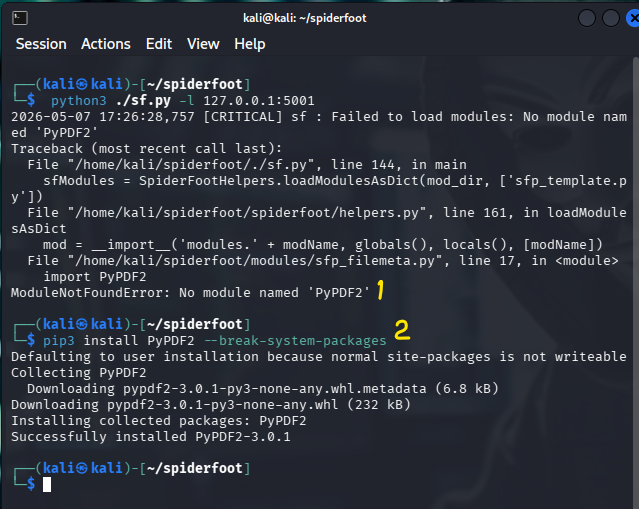 kali@kali: ~/spiderfoot
Session Actions Edit View Help
┌──(kali㉿kali)-[~/spiderfoot]
└─$ python3 ./sf.py -l 127.0.0.1:5001
2026-05-07 17:26:28,757 [CRITICAL] sf : Failed to load modules: No module nam
ed 'PyPDF2'
Traceback (most recent call last):
  File "/home/kali/spiderfoot/./sf.py", line 144, in main
    sfModules = SpiderFootHelpers.loadModulesAsDict(mod_dir, ['sfp_template.p
y'])
  File "/home/kali/spiderfoot/spiderfoot/helpers.py", line 161, in loadModule
sAsDict
    mod = __import__('modules.' + modName, globals(), locals(), [modName])
  File "/home/kali/spiderfoot/modules/sfp_filemeta.py", line 17, in <module>
    import PyPDF2
ModuleNotFoundError: No module named 'PyPDF2' 1
┌──(kali㉿kali)-[~/spiderfoot]
└─$ pip3 install PyPDF2 --break-system-packages 2
Defaulting to user installation because normal site-packages is not writeable
Collecting PyPDF2
  Downloading pypdf2-3.0.1-py3-none-any.whl.metadata (6.8 kB)
Downloading pypdf2-3.0.1-py3-none-any.whl (232 kB)
Installing collected packages: PyPDF2
Successfully installed PyPDF2-3.0.1
┌──(kali㉿kali)-[~/spiderfoot]
└─$